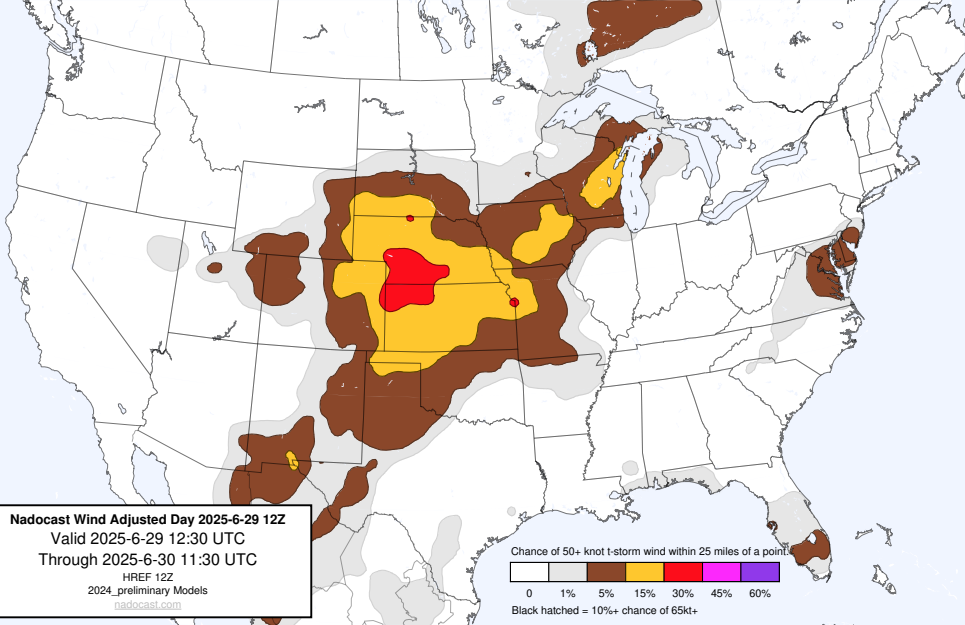 Nadocast Wind Adjusted Day 2025-6-29 12Z
Valid 2025-6-29 12:30 UTC
Through 2025-6-30 11:30 UTC
HREF 12Z
2024_preliminary Models
nadocast.com
Chance of 50+ knot t-storm wind within 25 miles of a point.
0 1% 5% 15% 30% 45% 60%
Black hatched = 10%+ chance of 65kt+